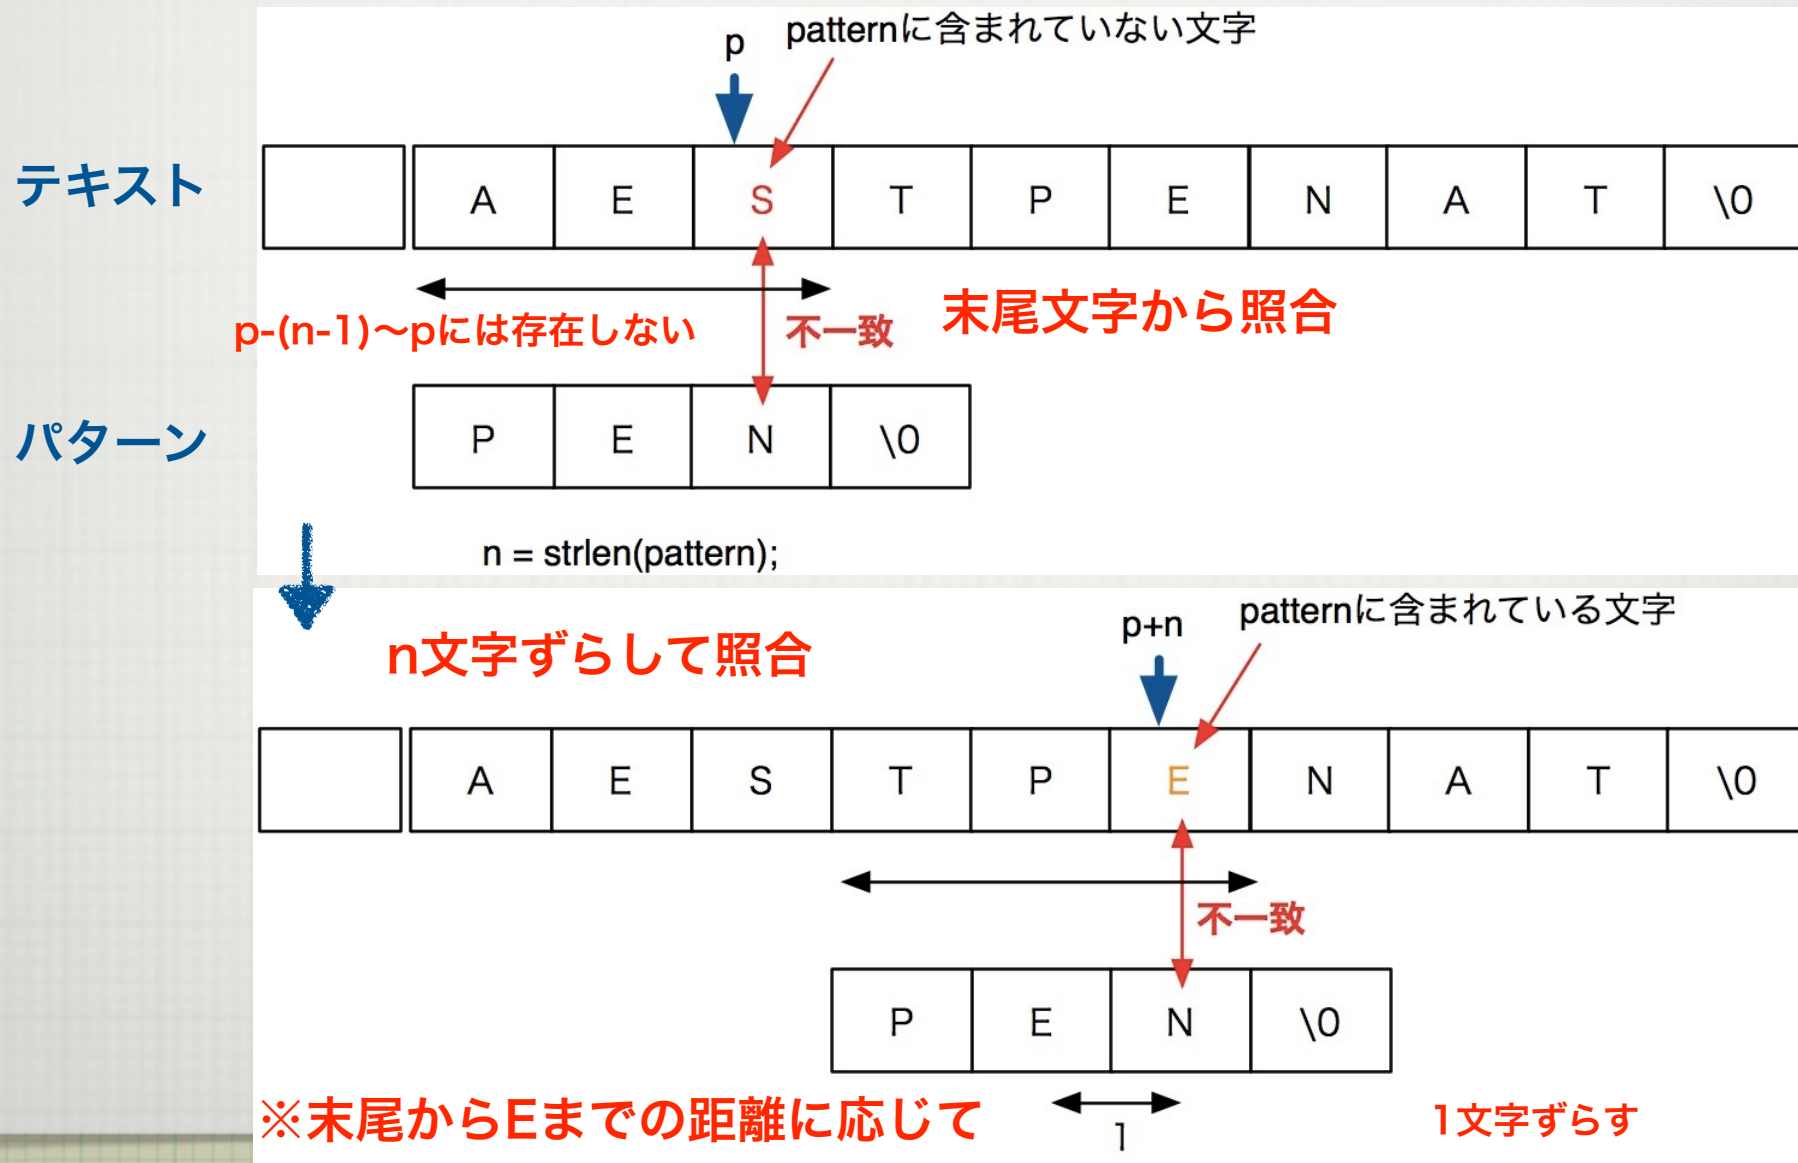 p patternに含まれていない文字
テキスト A E S T P E N A T \0
p-(n-1)〜pには存在しない 不一致 末尾文字から照合
パターン P E N \0
n = strlen(pattern);
n文字ずらして照合 p+n patternに含まれている文字
A E S T P E N A T \0
不一致
P E N \0
※末尾からEまでの距離に応じて 1 1文字ずらす